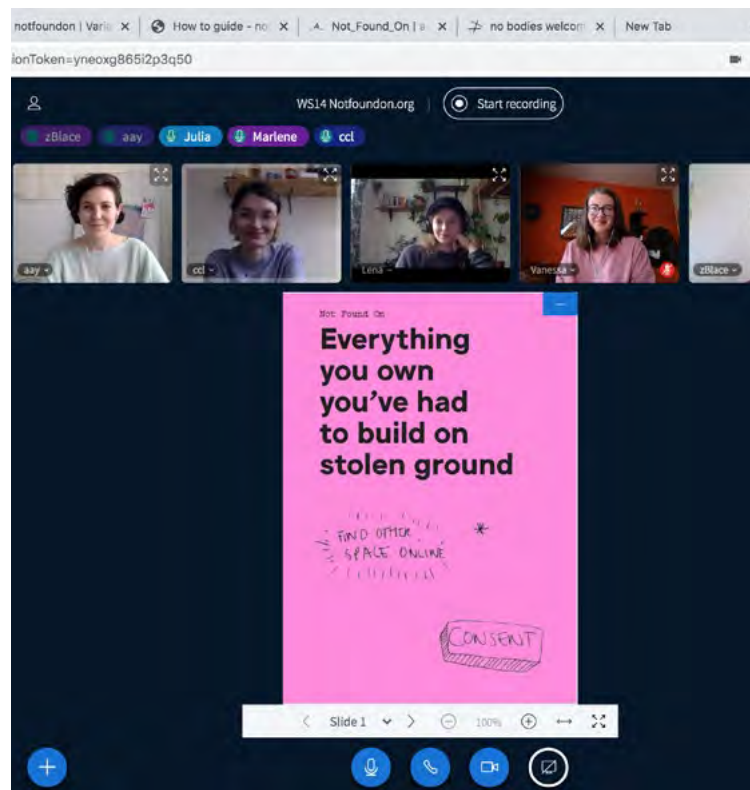 notfoundon | Varie X How to guide - no X Not_Found_On | a X no bodies welcom X New Tab
ionToken=yneoxg865i2p3q50
WS14 Notfoundon.org | Start recording
zBlace aay Julia Marlene ccl
aay ccl Lena Vanessa zBlace
Not Found On
Everything
you own
you've had
to build on
stolen ground
FIND OTHER
SPACE ONLINE
*
CONSENT
Slide 1 100%